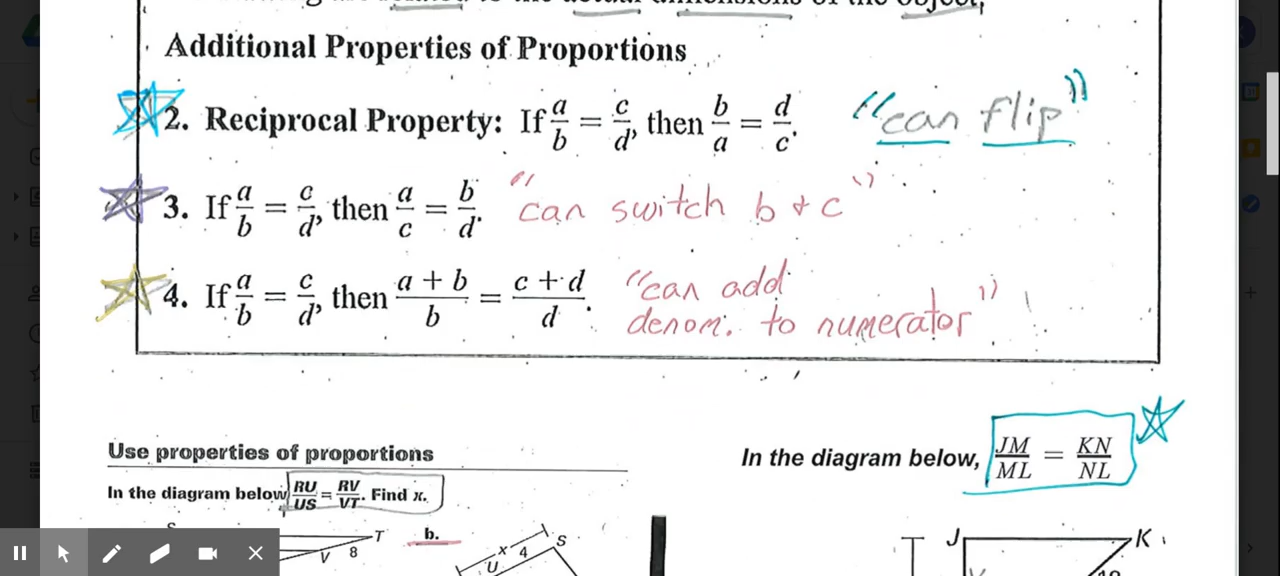 Additional Properties of Proportions
2. Reciprocal Property: If a/b = c/d, then b/a = d/c. "can flip"
3. If a/b = c/d, then a/c = b/d. "can switch b + c"
4. If a/b = c/d, then a + b/b = c + d/d. "can add
denom. to numerator"
Use properties of proportions
In the diagram below RU/US = RV/VT. Find x.
In the diagram below, JM/ML = KN/NL
S
T
V 8
b.
x 4 S
U
J K